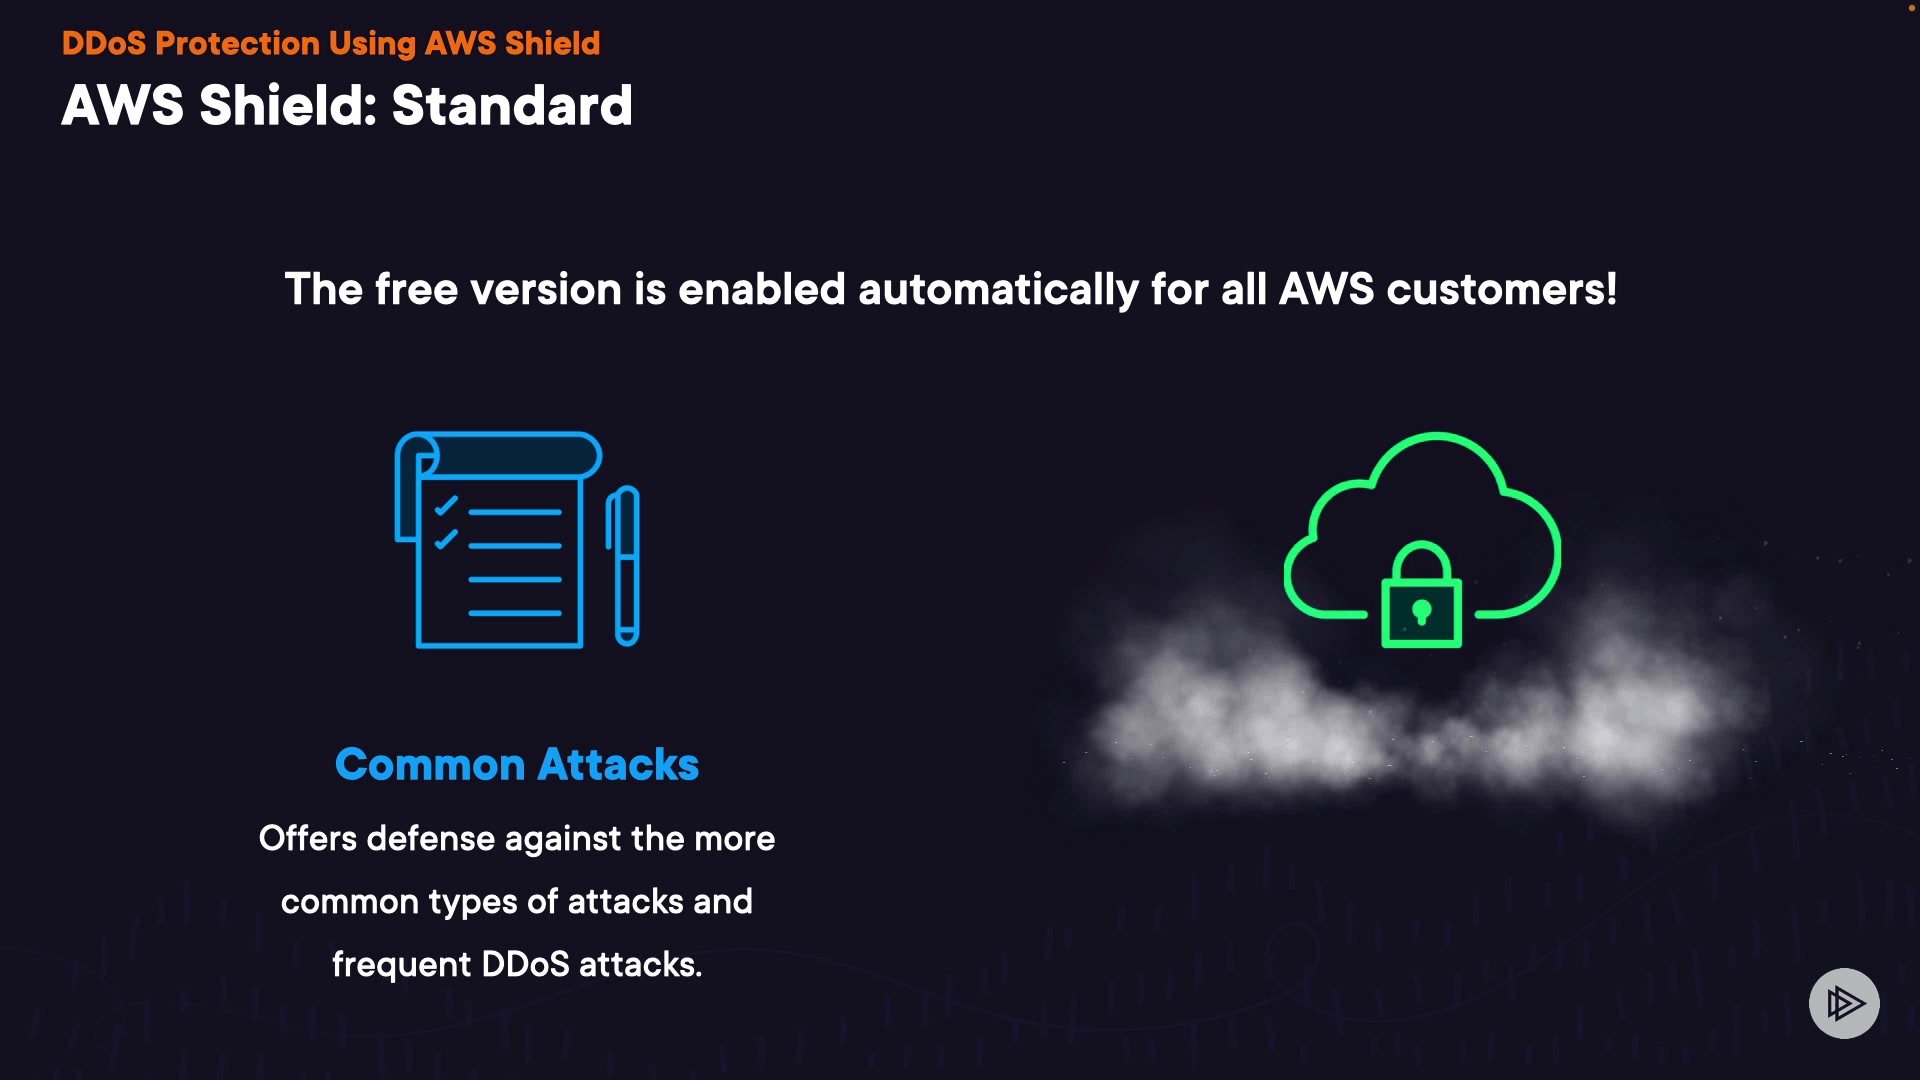 DDoS Protection Using AWS Shield
AWS Shield: Standard
The free version is enabled automatically for all AWS customers!
Common Attacks
Offers defense against the more
common types of attacks and
frequent DDoS attacks.